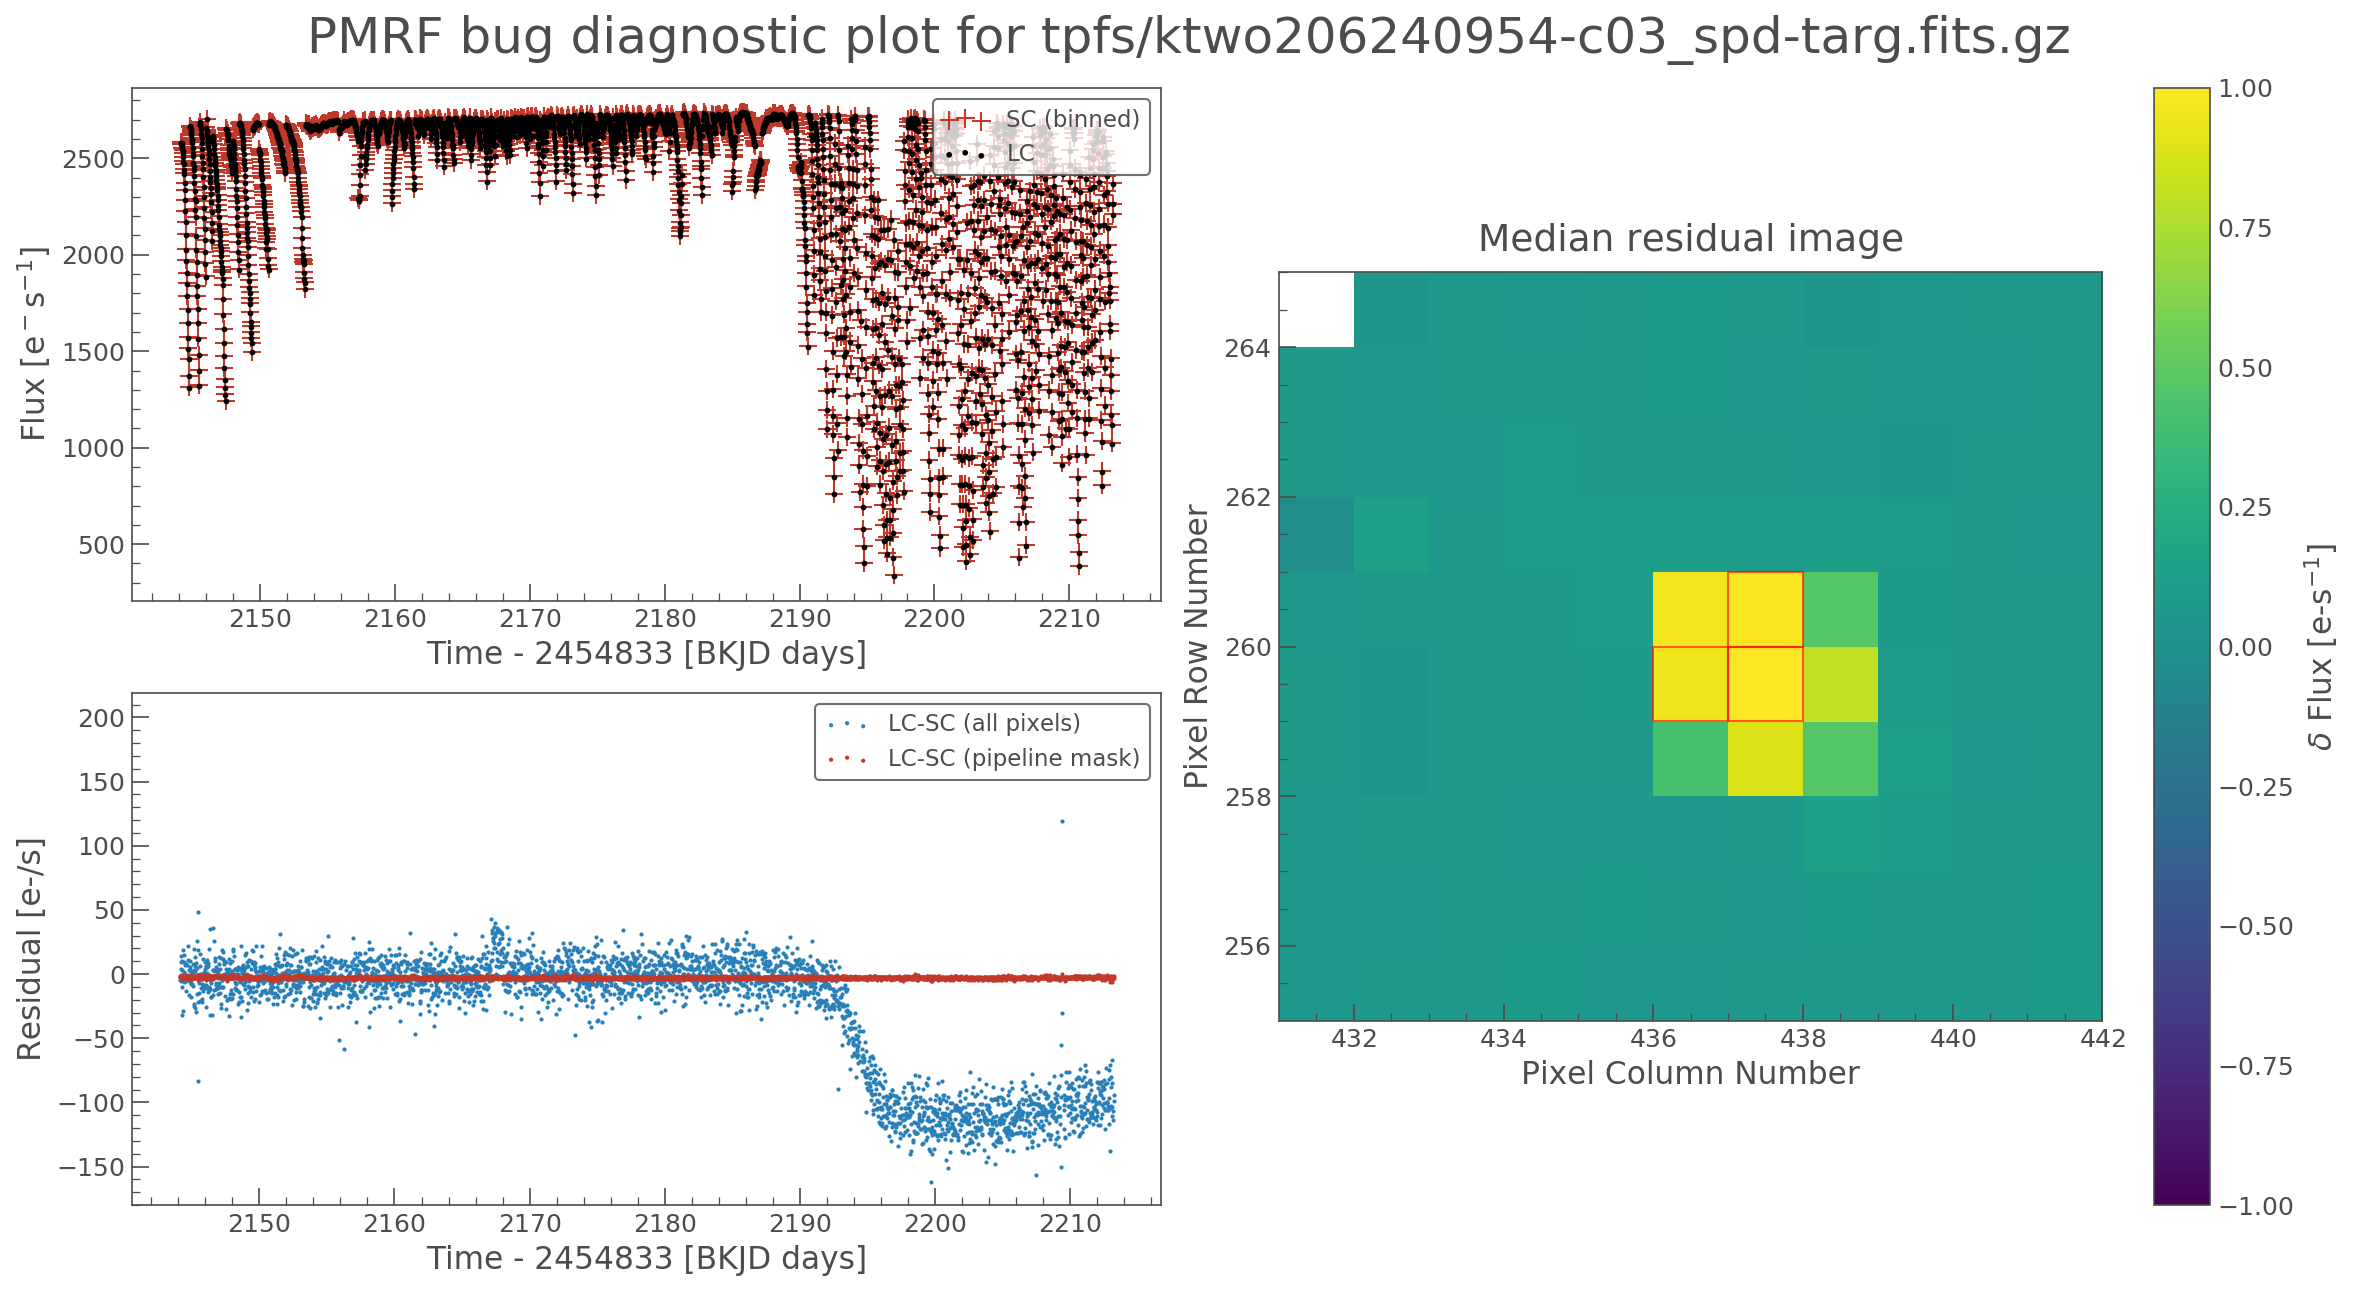 PMRF bug diagnostic plot for tpfs/ktwo206240954-c03_spd-targ.fits.gz
SC (binned)
LC
2500
2000
1500
1000
500
Flux [e⁻ s⁻¹]
2150 2160 2170 2180 2190 2200 2210
Time - 2454833 [BKJD days]
LC-SC (all pixels)
LC-SC (pipeline mask)
200
150
100
50
0
−50
−100
−150
Residual [e-/s]
2150 2160 2170 2180 2190 2200 2210
Time - 2454833 [BKJD days]
Median residual image
264
262
260
258
256
Pixel Row Number
432 434 436 438 440 442
Pixel Column Number
1.00
0.75
0.50
0.25
0.00
−0.25
−0.50
−0.75
−1.00
δ Flux [e-s⁻¹]